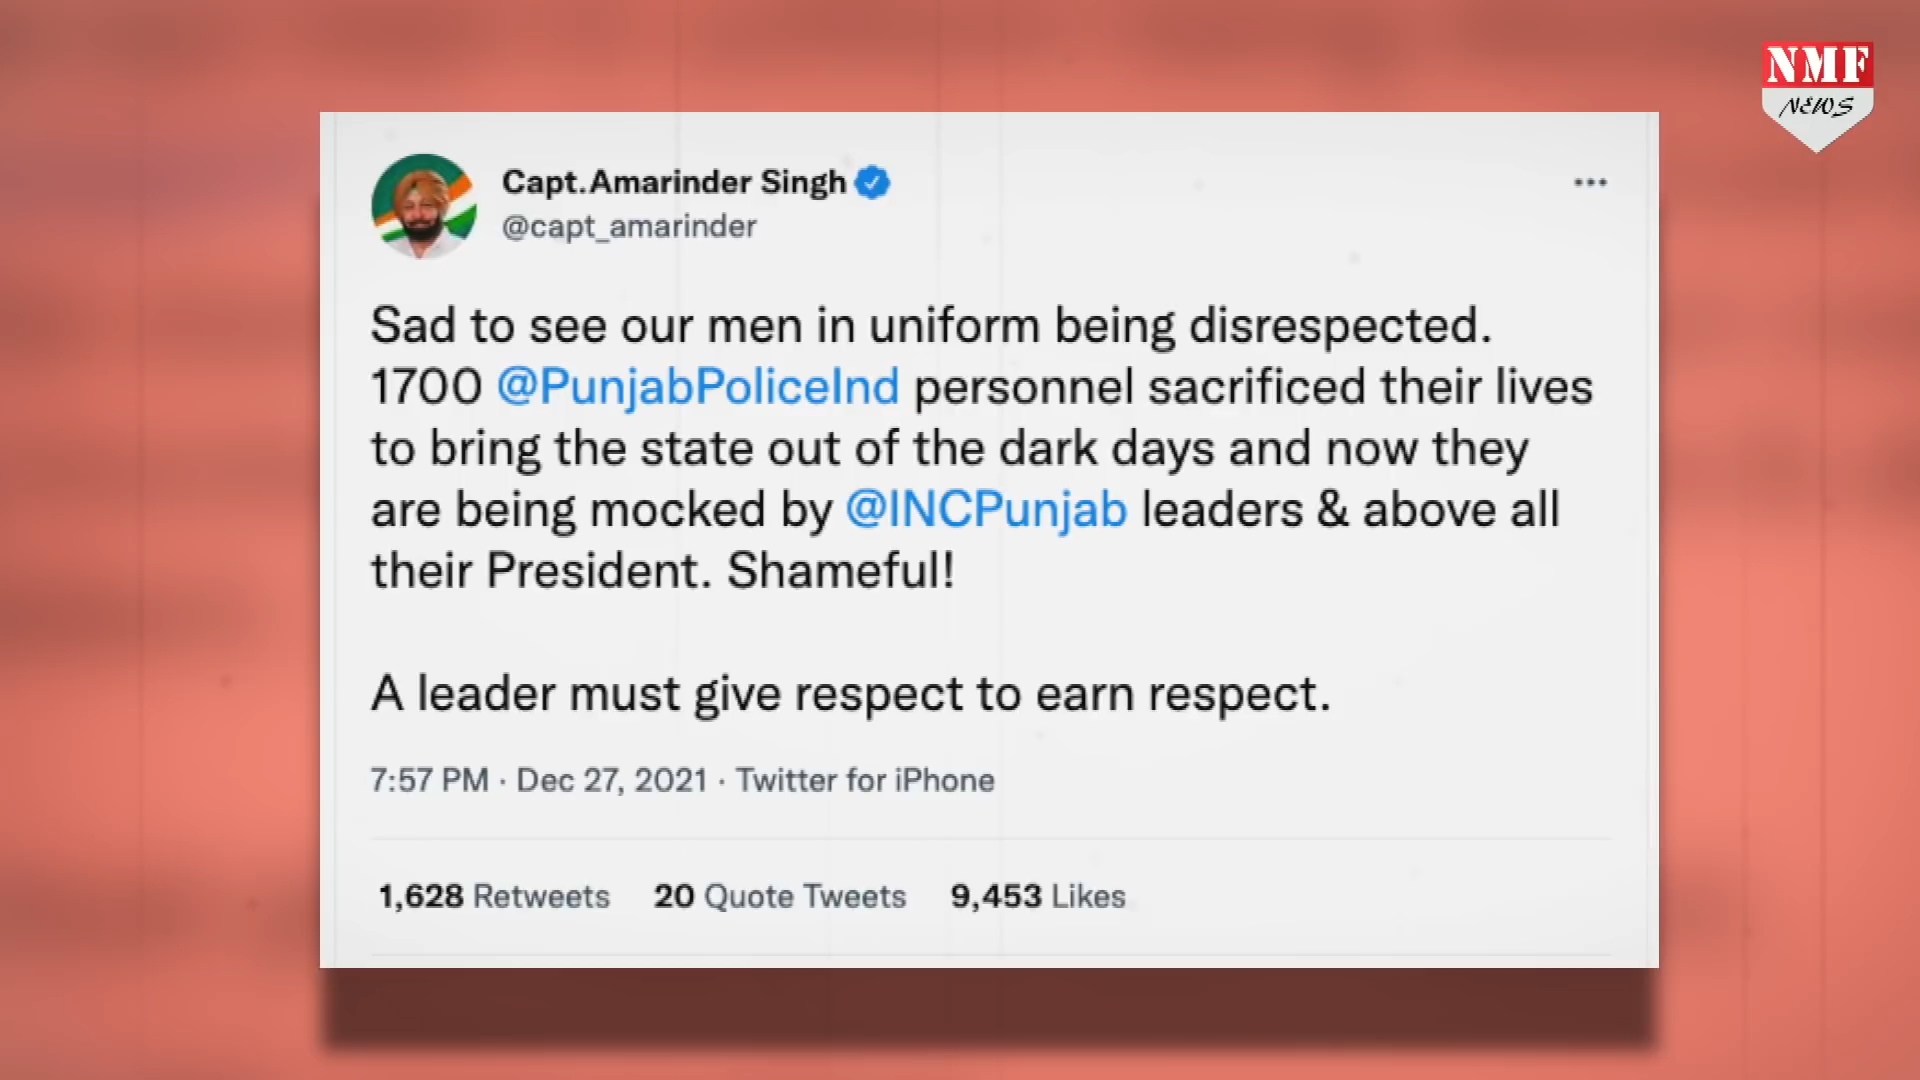 NMF
NEWS
Capt.Amarinder Singh
@capt_amarinder
Sad to see our men in uniform being disrespected.
1700 @PunjabPoliceInd personnel sacrificed their lives
to bring the state out of the dark days and now they
are being mocked by @INCPunjab leaders & above all
their President. Shameful!
A leader must give respect to earn respect.
7:57 PM · Dec 27, 2021 · Twitter for iPhone
1,628 Retweets 20 Quote Tweets 9,453 Likes